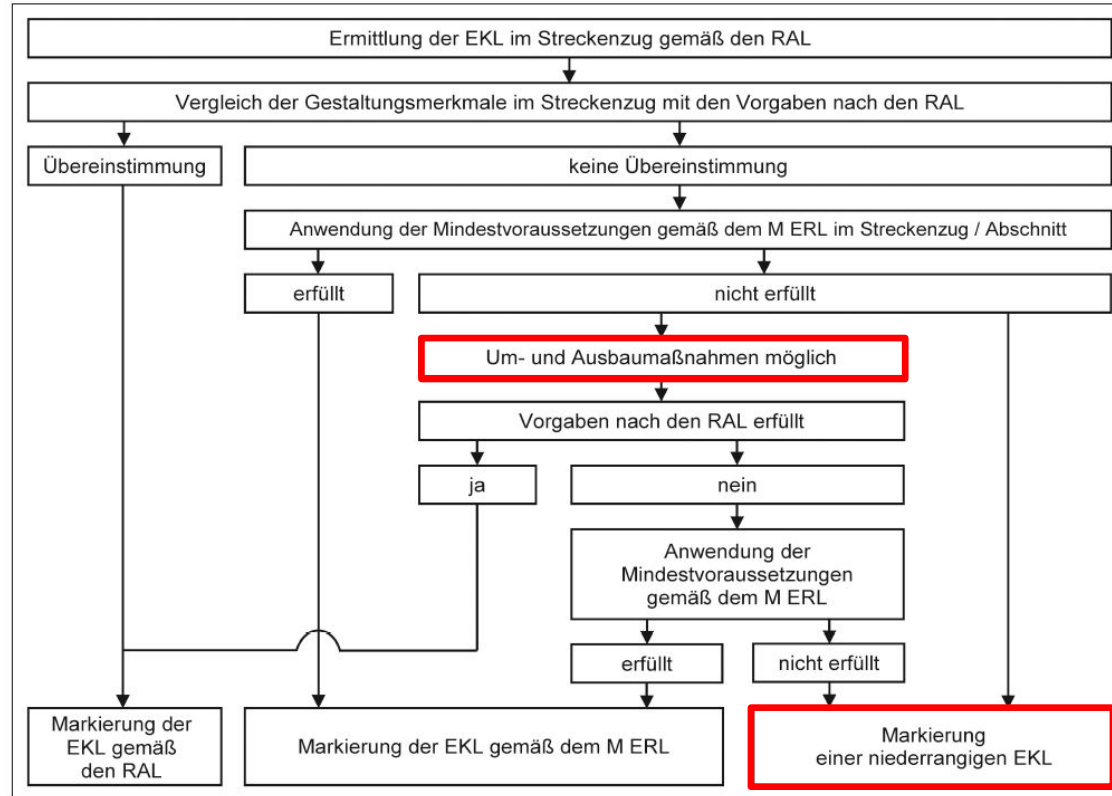 Ermittlung der EKL im Streckenzug gemäß den RAL
Vergleich der Gestaltungsmerkmale im Streckenzug mit den Vorgaben nach den RAL
Übereinstimmung
keine Übereinstimmung
Anwendung der Mindestvoraussetzungen gemäß dem M ERL im Streckenzug / Abschnitt
erfüllt
nicht erfüllt
Um- und Ausbaumaßnahmen möglich
Vorgaben nach den RAL erfüllt
ja
nein
Anwendung der
Mindestvoraussetzungen
gemäß dem M ERL
erfüllt
nicht erfüllt
Markierung der
EKL gemäß
den RAL
Markierung der EKL gemäß dem M ERL
Markierung
einer niederrangigen EKL